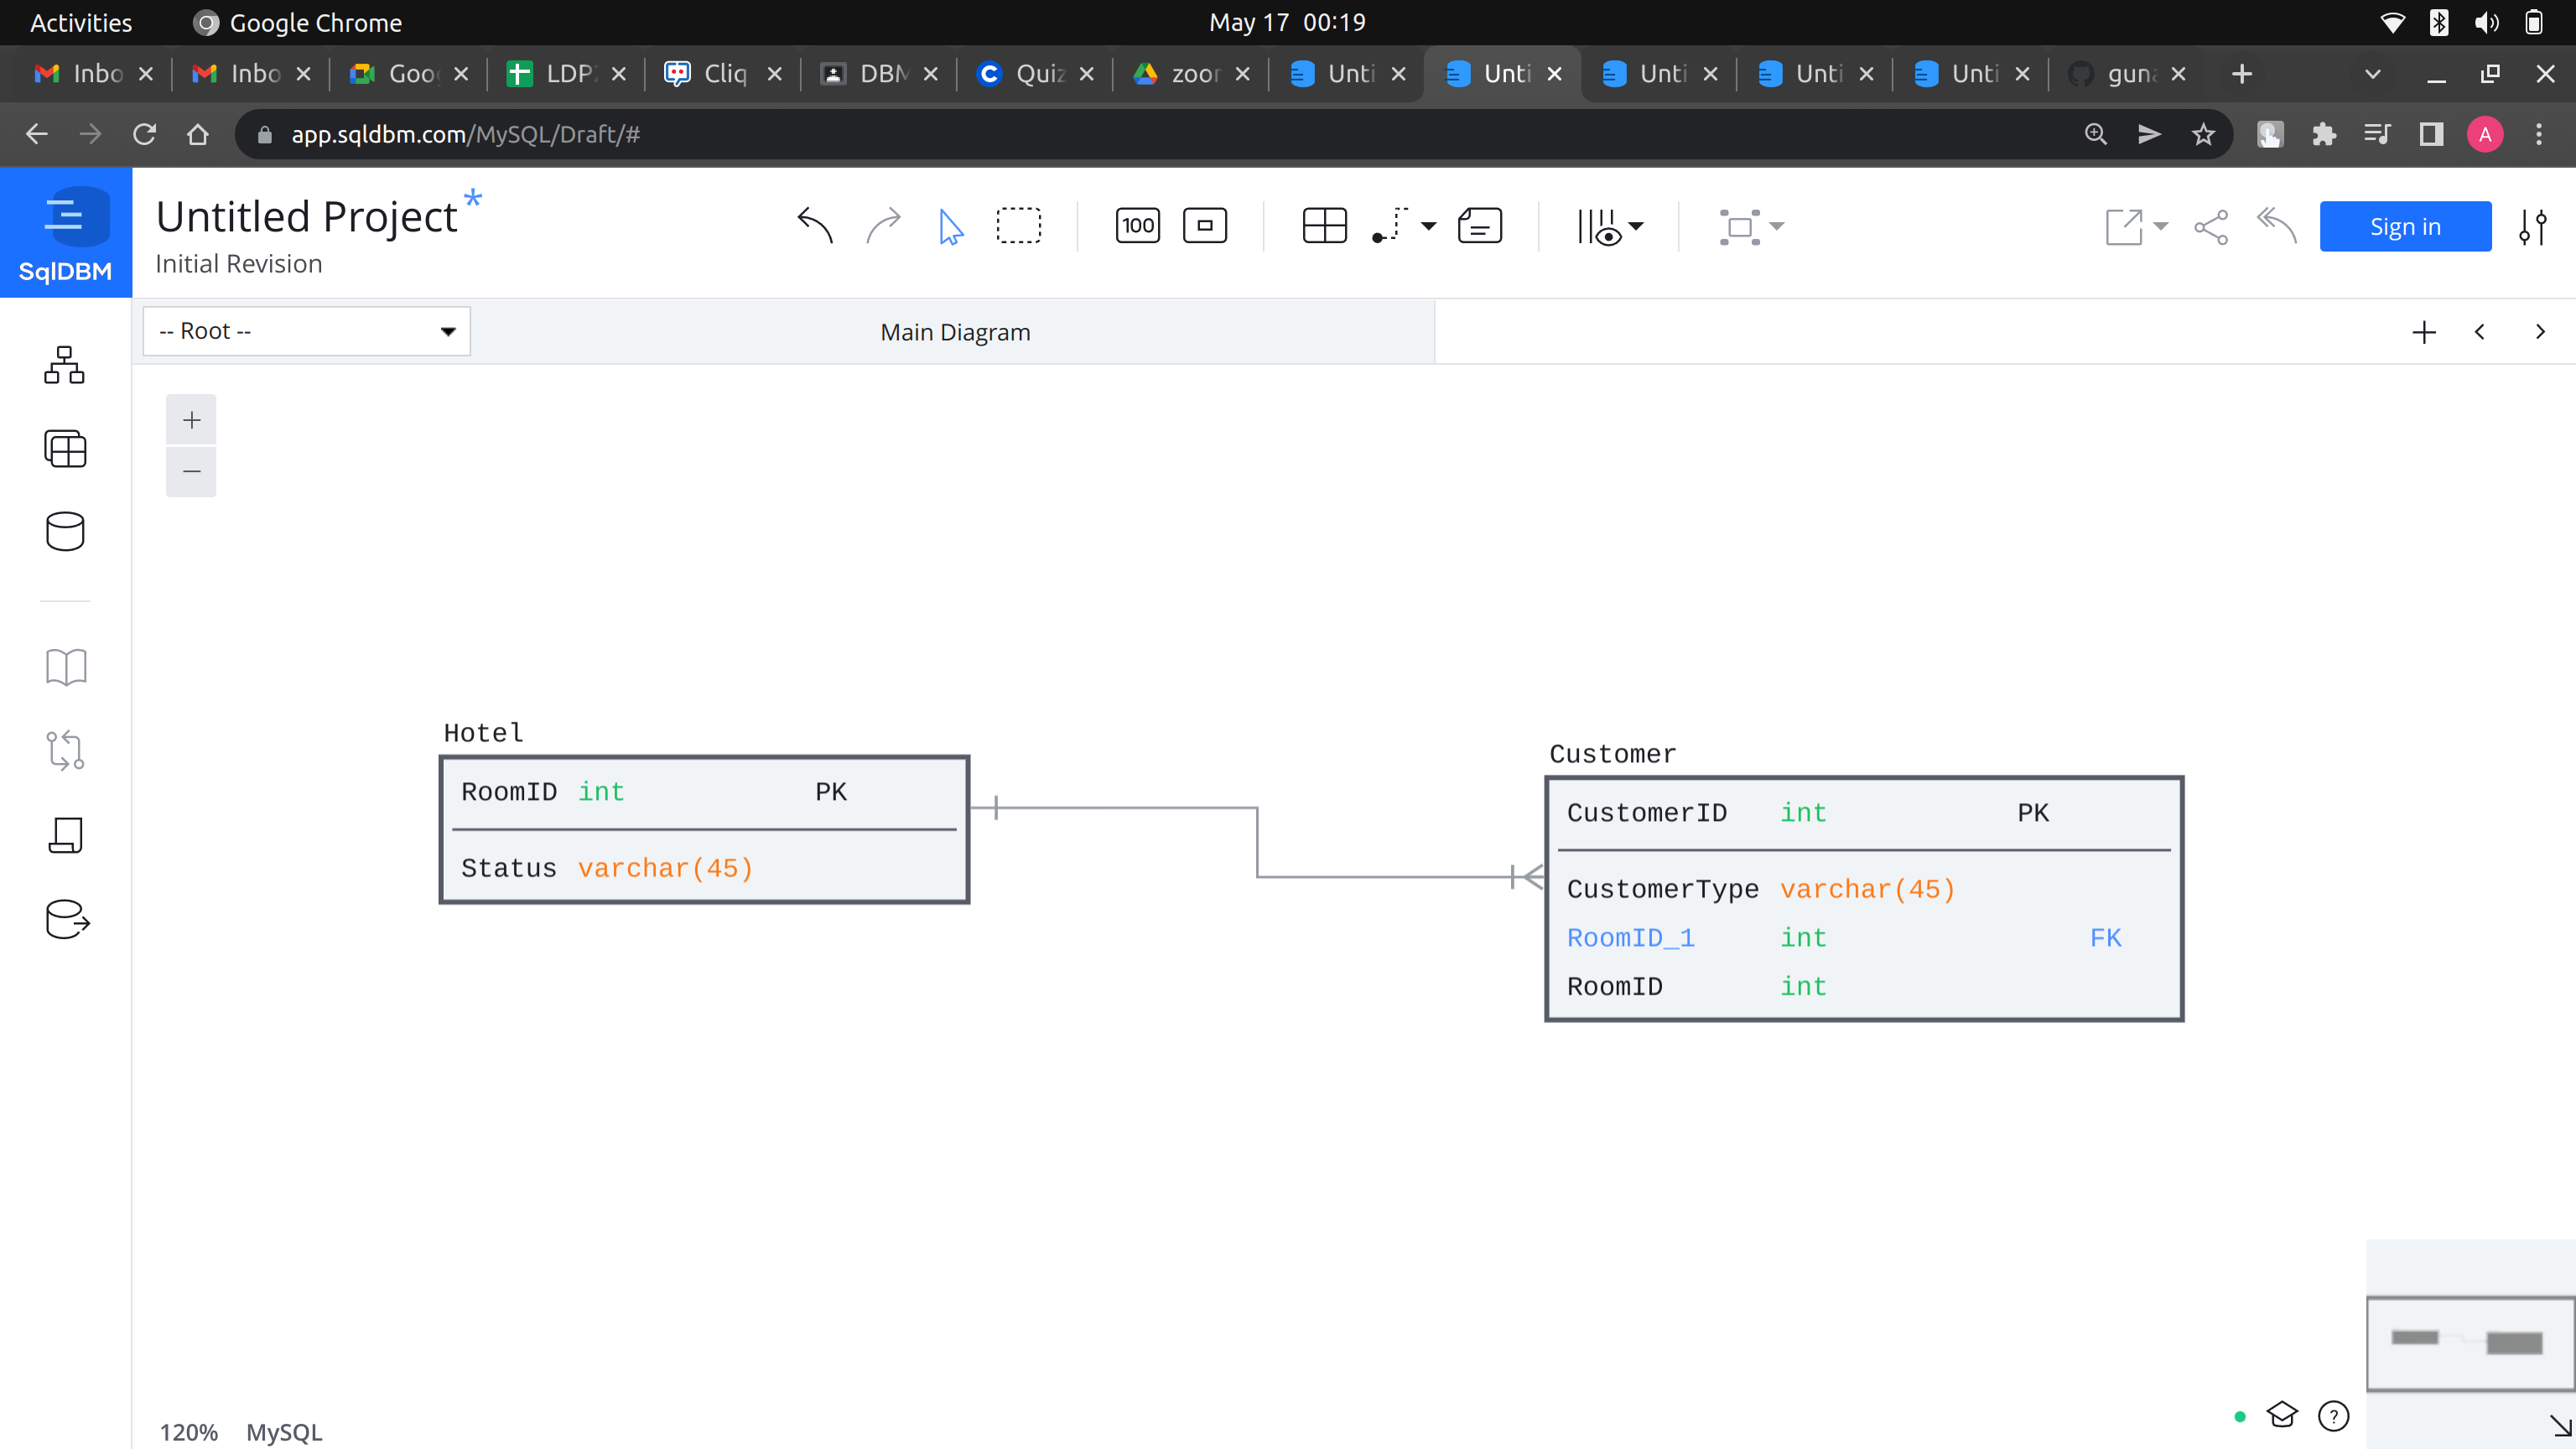 Activities Google Chrome May 17 00:19
Inbo Inbo Goo LDP Cliq DBM Quiz zoor Unti Unti Unti Unti Unti guna
app.sqldbm.com/MySQL/Draft/#
SqlDBM
Untitled Project*
Initial Revision
100
Sign in
-- Root --
Main Diagram
Hotel
RoomID int PK
Status varchar(45)
Customer
CustomerID int PK
CustomerType varchar(45)
RoomID_1 int FK
RoomID int
120% MySQL